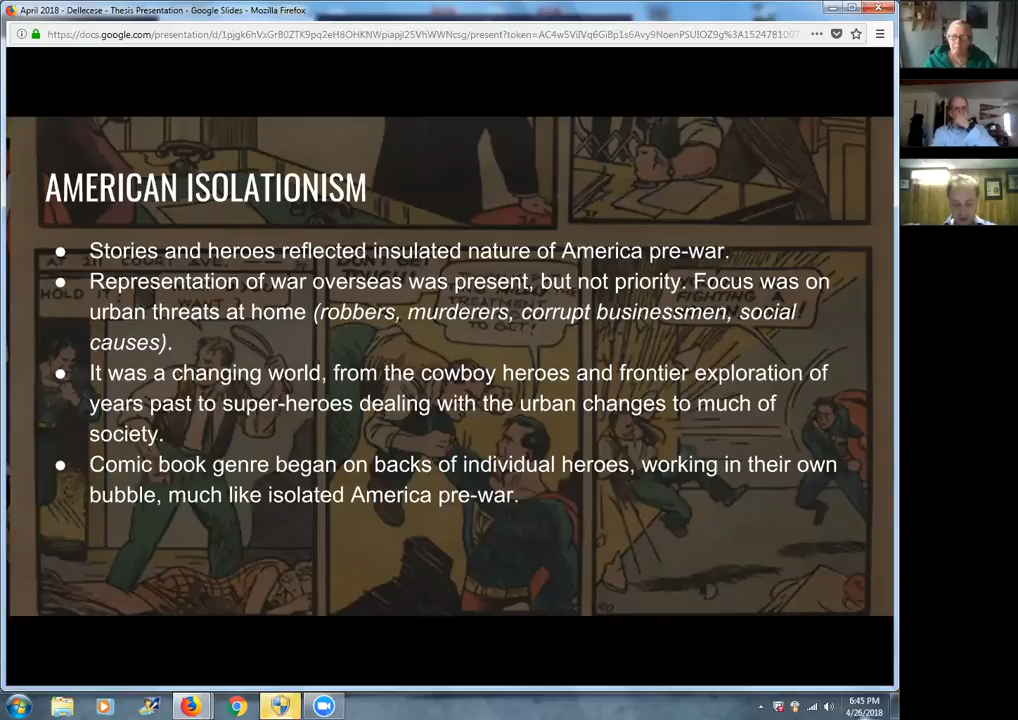 April 2018 - Dellecese - Thesis Presentation - Google Slides - Mozilla Firefox
AMERICAN ISOLATIONISM
● Stories and heroes reflected insulated nature of America pre-war.
● Representation of war overseas was present, but not priority. Focus was on
urban threats at home (robbers, murderers, corrupt businessmen, social
causes).
● It was a changing world, from the cowboy heroes and frontier exploration of
years past to super-heroes dealing with the urban changes to much of
society.
● Comic book genre began on backs of individual heroes, working in their own
bubble, much like isolated America pre-war.
6:45 PM
4/26/2018